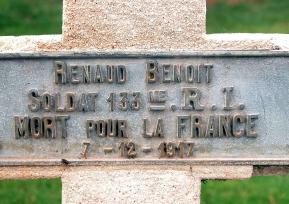 RENAUD BENOIT
SOLDAT 133 ME. R. I.
MORT POUR LA FRANCE
7 - 12 - 1917